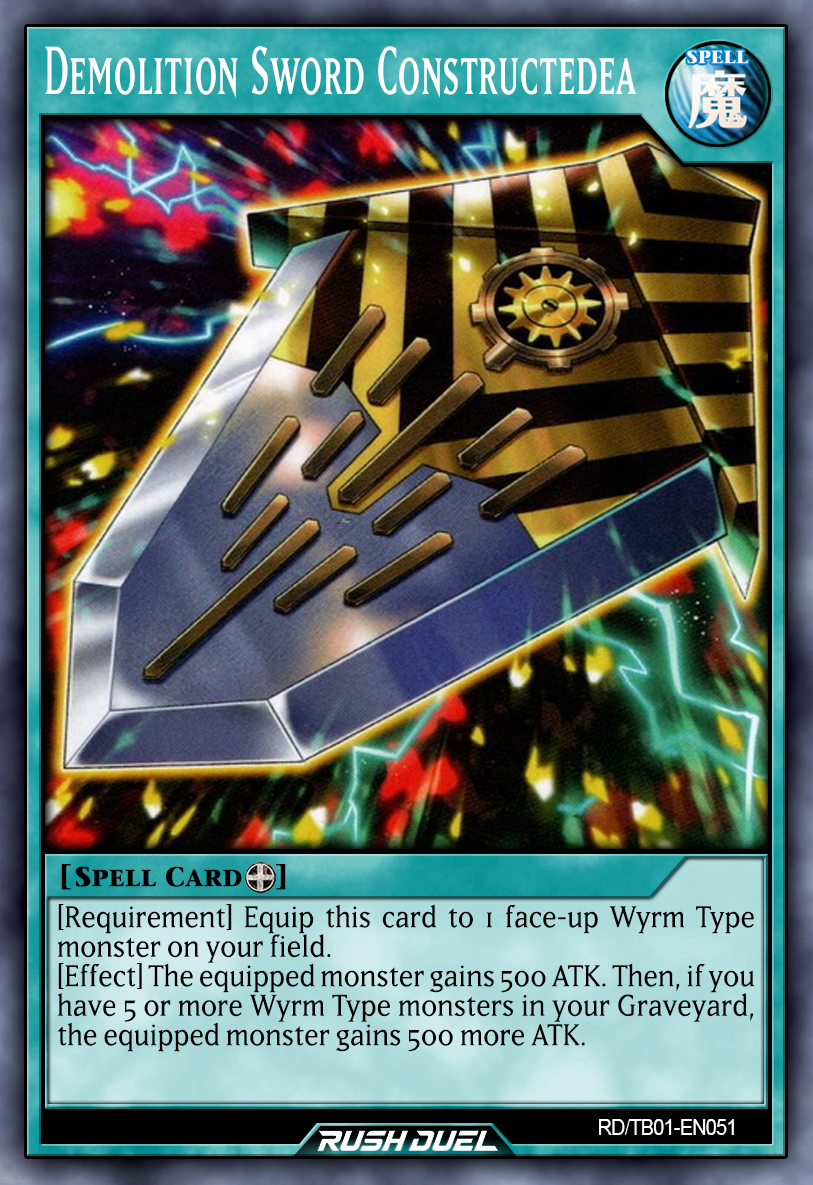 Demolition Sword Constructedea
SPELL
魔
[Spell Card]
[Requirement] Equip this card to 1 face-up Wyrm Type
monster on your field.
[Effect] The equipped monster gains 500 ATK. Then, if you
have 5 or more Wyrm Type monsters in your Graveyard,
the equipped monster gains 500 more ATK.
RD/TB01-EN051
RUSH DUEL